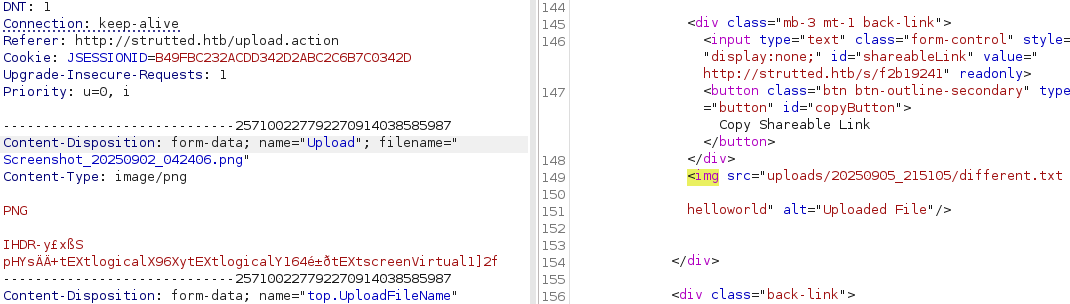 DNT: 1
Connection: keep-alive
Referer: http://strutted.htb/upload.action
Cookie: JSESSIONID=B49FBC232ACDD342D2ABC2C6B7C0342D
Upgrade-Insecure-Requests: 1
Priority: u=0, i
-----------------------------257100227792270914038585987
Content-Disposition: form-data; name="Upload"; filename="
Screenshot_20250902_042406.png"
Content-Type: image/png
PNG
IHDR-y£xßS
pHYsÄÄ+tEXtlogicalX96XytEXtlogicalY164é±ðtEXtscreenVirtual1]2f
-----------------------------257100227792270914038585987
Content-Disposition: form-data; name="top.UploadFileName"
144
145 <div class="mb-3 mt-1 back-link">
146 <input type="text" class="form-control" style=
"display:none;" id="shareableLink" value="
http://strutted.htb/s/f2b19241" readonly>
147 <button class="btn btn-outline-secondary" type
="button" id="copyButton">
Copy Shareable Link
</button>
148 </div>
149 <img src="uploads/20250905_215105/different.txt
150
151 helloworld" alt="Uploaded File"/>
152
153
154 </div>
155
156 <div class="back-link">